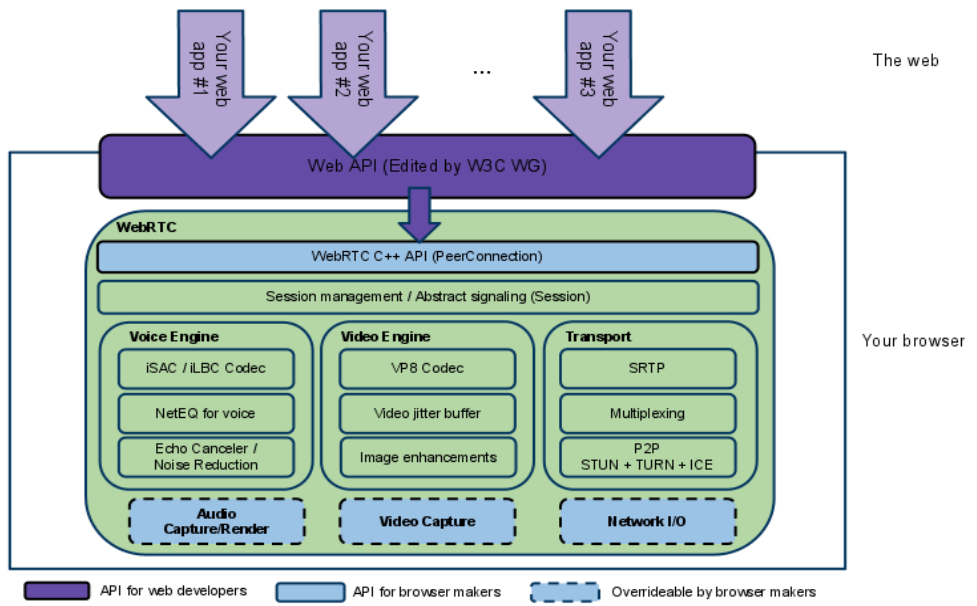 Your web
app #1
Your web
app #2
...
Your web
app #3
The web
Web API (Edited by W3C WG)
WebRTC
WebRTC C++ API (PeerConnection)
Session management / Abstract signaling (Session)
Your browser
Voice Engine
iSAC / iLBC Codec
NetEQ for voice
Echo Canceler /
Noise Reduction
Video Engine
VP8 Codec
Video jitter buffer
Image enhancements
Transport
SRTP
Multiplexing
P2P
STUN + TURN + ICE
Audio
Capture/Render
Video Capture
Network I/O
API for web developers
API for browser makers
Overrideable by browser makers